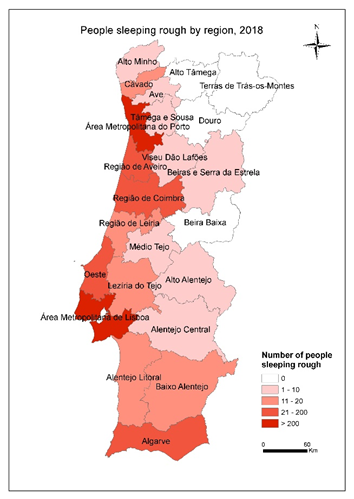 People sleeping rough by region, 2018
N
Alto Minho
Alto Tâmega
Cávado
Terras de Trás-os-Montes
Ave
Tâmega e Sousa
Douro
Área Metropolitana do Porto
Viseu Dão Lafões
Região de Aveiro
Beiras e Serra da Estrela
Região de Coimbra
Região de Leiria
Beira Baixa
Médio Tejo
Oeste
Alto Alentejo
Lezíria do Tejo
Área Metropolitana de Lisboa
Alentejo Central
Alentejo Litoral
Baixo Alentejo
Algarve
Number of people
sleeping rough
0
1 - 10
11 - 20
21 - 200
> 200
0 60
Km